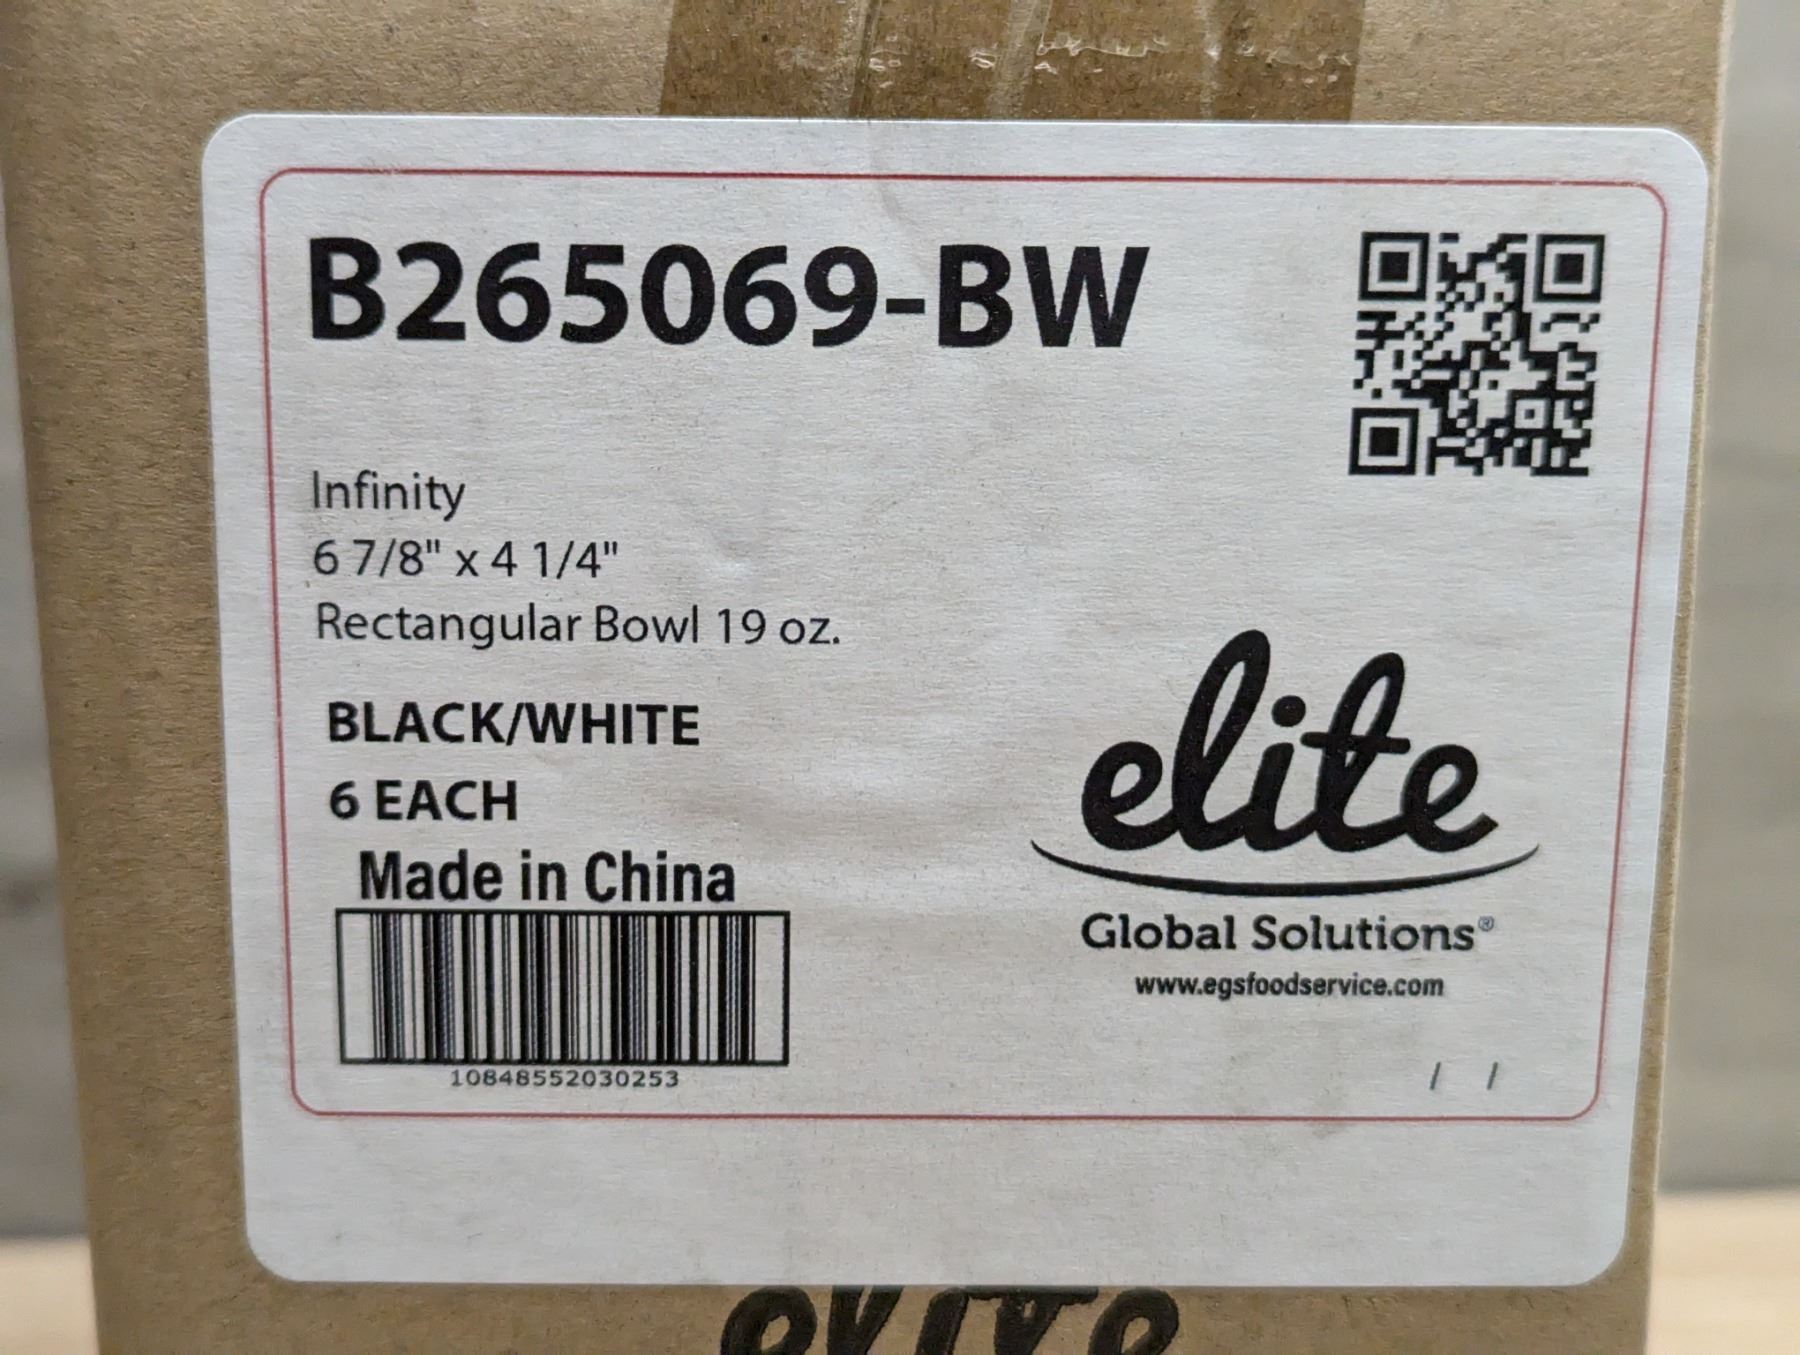 B265069-BW
Infinity
6 7/8" x 4 1/4"
Rectangular Bowl 19 oz.
BLACK/WHITE
6 EACH
Made in China
10848552030253
elite
Global Solutions®
www.egsfoodservice.com
/ /
elite